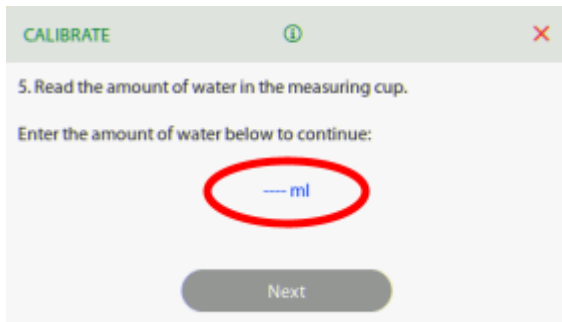 CALIBRATE
5. Read the amount of water in the measuring cup.
Enter the amount of water below to continue:
---- ml
Next